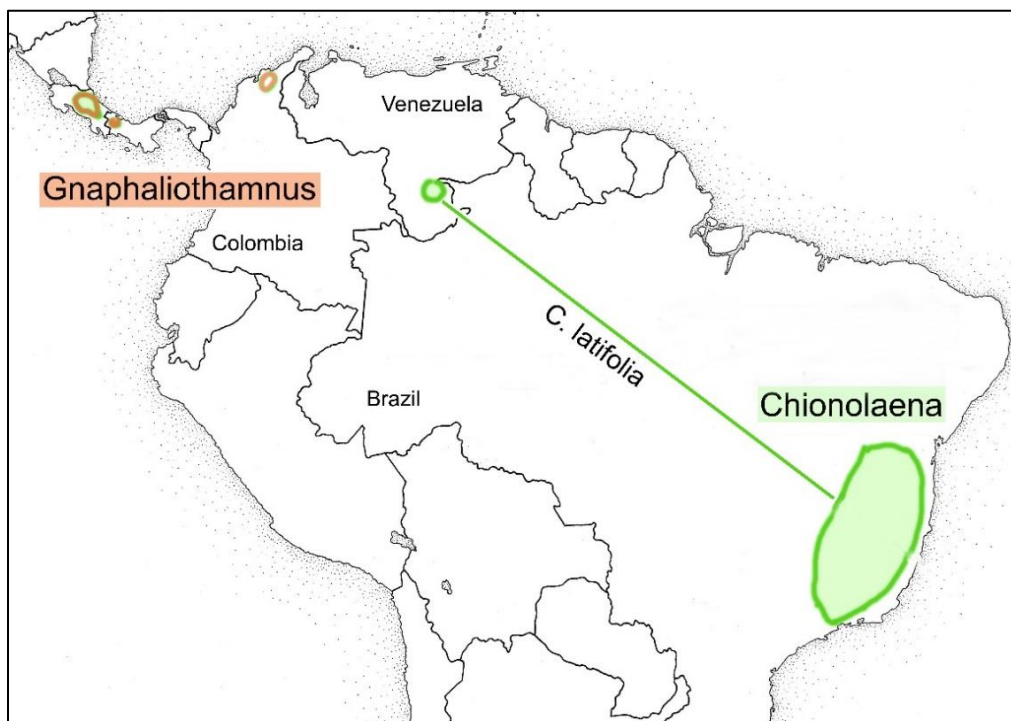 Venezuela
Gnaphaliothamnus
Colombia
C. latifolia
Chionolaena
Brazil